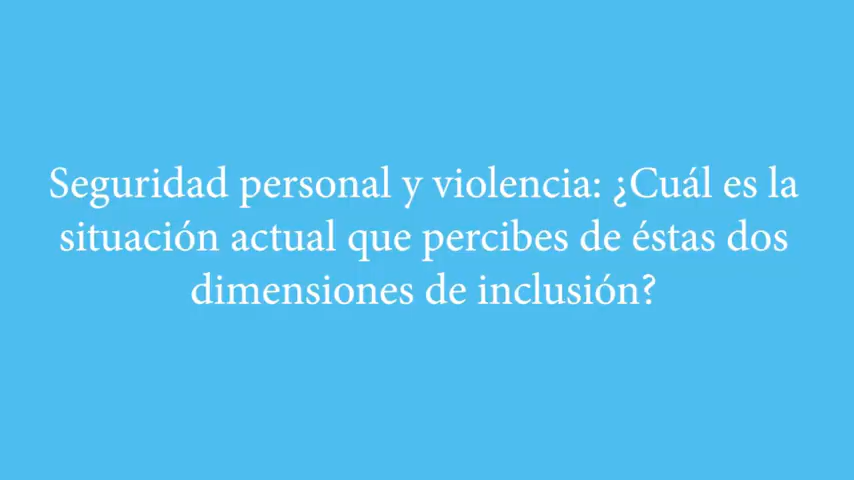 Seguridad personal y violencia: ¿Cuál es la
situación actual que percibes de éstas dos
dimensiones de inclusión?